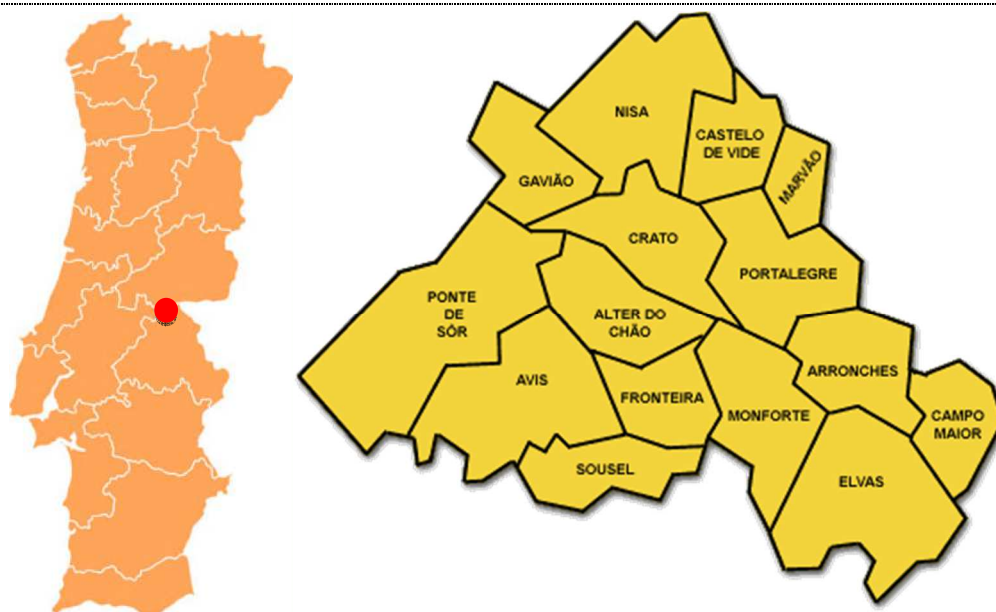 NISA
CASTELO
DE VIDE
MARVÃO
GAVIÃO
CRATO
PORTALEGRE
PONTE
DE
SÔR
ALTER DO
CHÃO
ARRONCHES
AVIS
FRONTEIRA
MONFORTE
CAMPO
MAIOR
SOUSEL
ELVAS